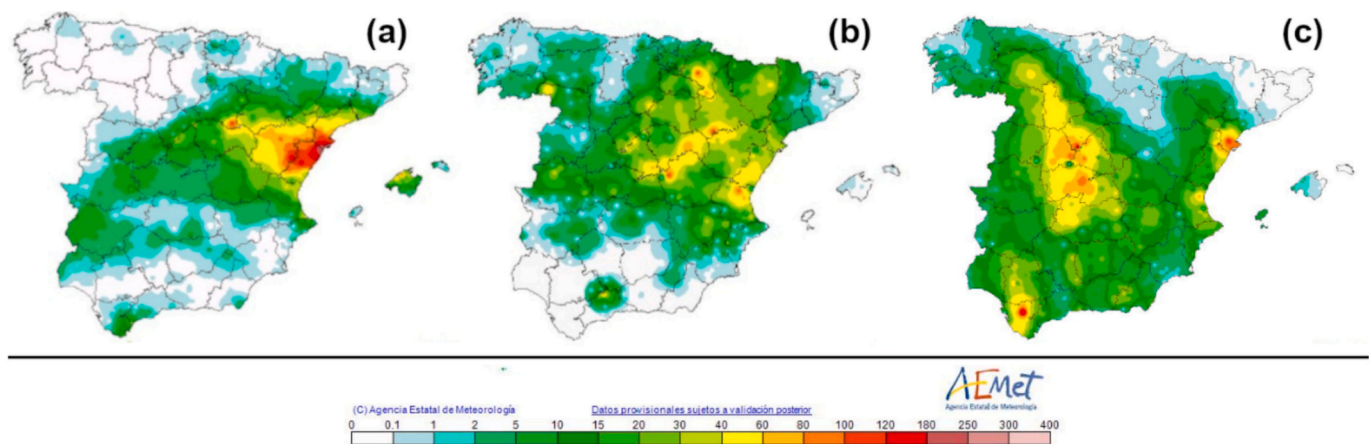 (a)
(b)
(c)
AEMet
Agencia Estatal de Meteorología
(C) Agencia Estatal de Meteorología
Datos provisionales sujetos a validación posterior
0 0.1 1 2 5 10 15 20 30 40 60 80 100 120 180 250 300 400